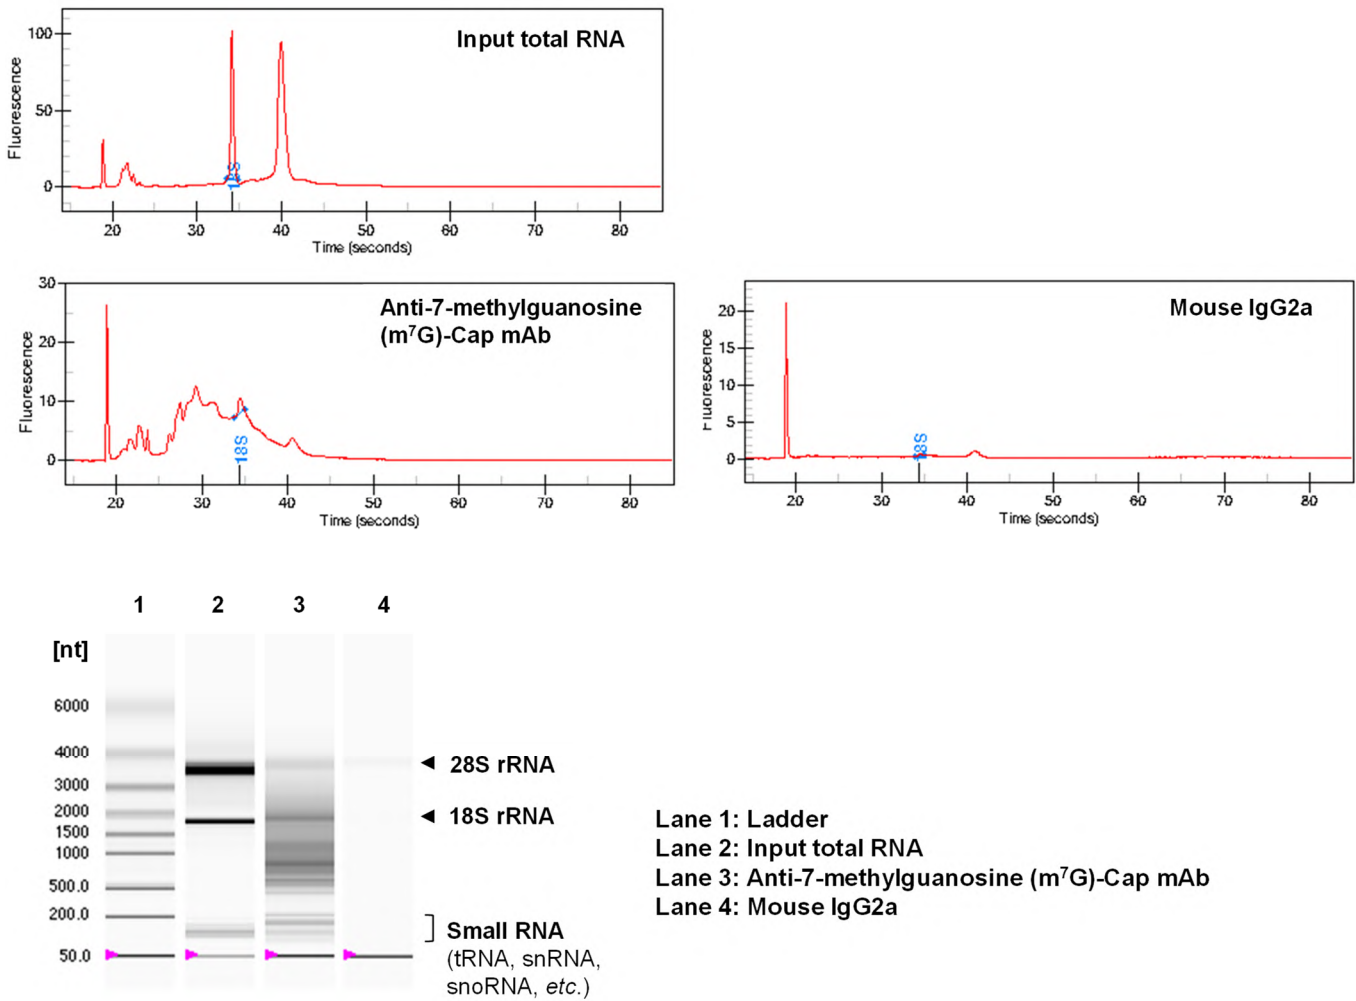 Input total RNA
Fluorescence
100
50
0
18S
20 30 40 50 60 70 80
Time (seconds)
Anti-7-methylguanosine
(m⁷G)-Cap mAb
Fluorescence
30
20
10
0
18S
20 30 40 50 60 70 80
Time (seconds)
Mouse IgG2a
Fluorescence
20
15
10
5
0
18S
20 30 40 50 60 70 80
Time (seconds)
1 2 3 4
[nt]
6000
4000
3000
2000
1500
1000
500.0
200.0
50.0
28S rRNA
18S rRNA
Small RNA
(tRNA, snRNA,
snoRNA, etc.)
Lane 1: Ladder
Lane 2: Input total RNA
Lane 3: Anti-7-methylguanosine (m⁷G)-Cap mAb
Lane 4: Mouse IgG2a